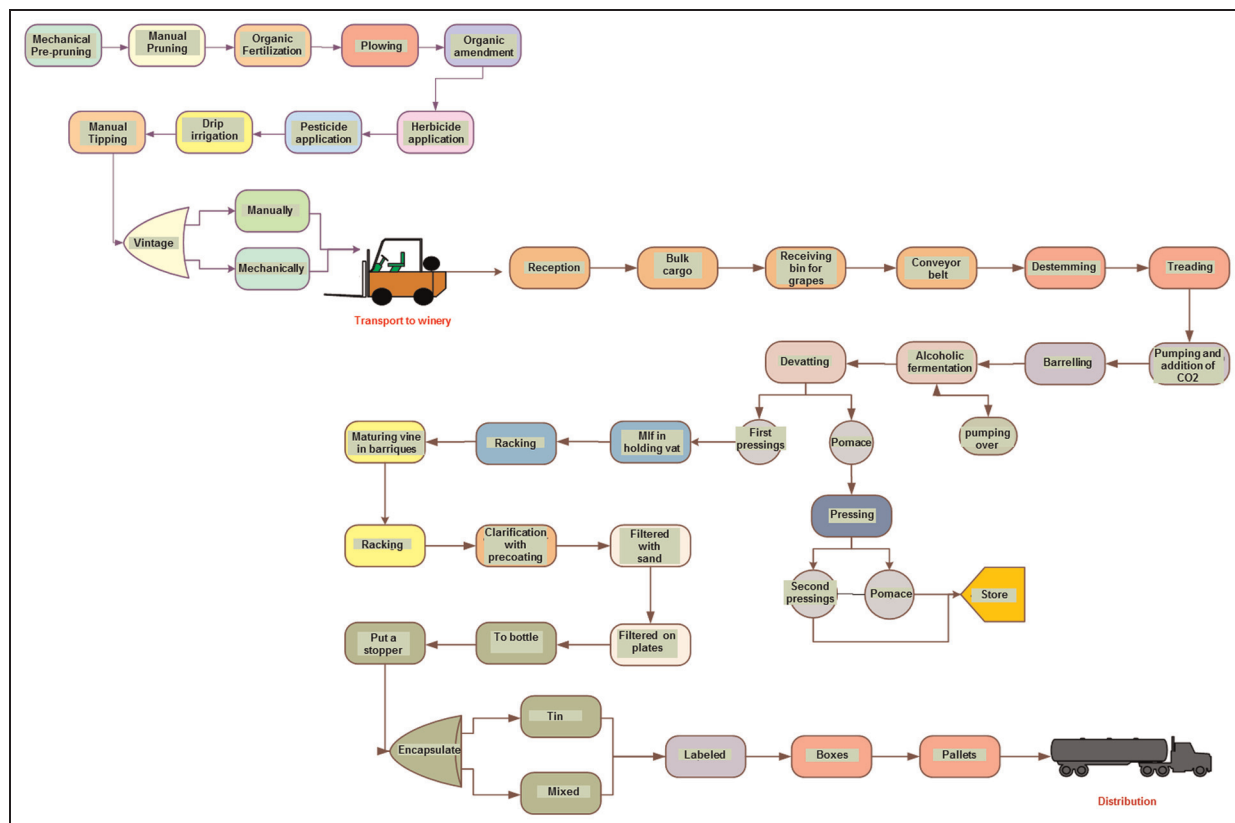 Mechanical
Pre-pruning
Manual
Pruning
Organic
Fertilization
Plowing
Organic
amendment
Manual
Tipping
Drip
irrigation
Pesticide
application
Herbicide
application
Vintage
Manually
Mechanically
Transport to winery
Reception
Bulk
cargo
Receiving
bin for
grapes
Conveyor
belt
Destemming
Treading
Devatting
Alcoholic
fermentation
Barrelling
Pumping and
addition of
CO2
Maturing vine
in barriques
Racking
Mlf in
holding vat
First
pressings
Pomace
pumping
over
Pressing
Racking
Clarification
with
precoating
Filtered
with
sand
Second
pressings
Pomace
Store
Put a
stopper
To bottle
Filtered on
plates
Encapsulate
Tin
Mixed
Labeled
Boxes
Pallets
Distribution